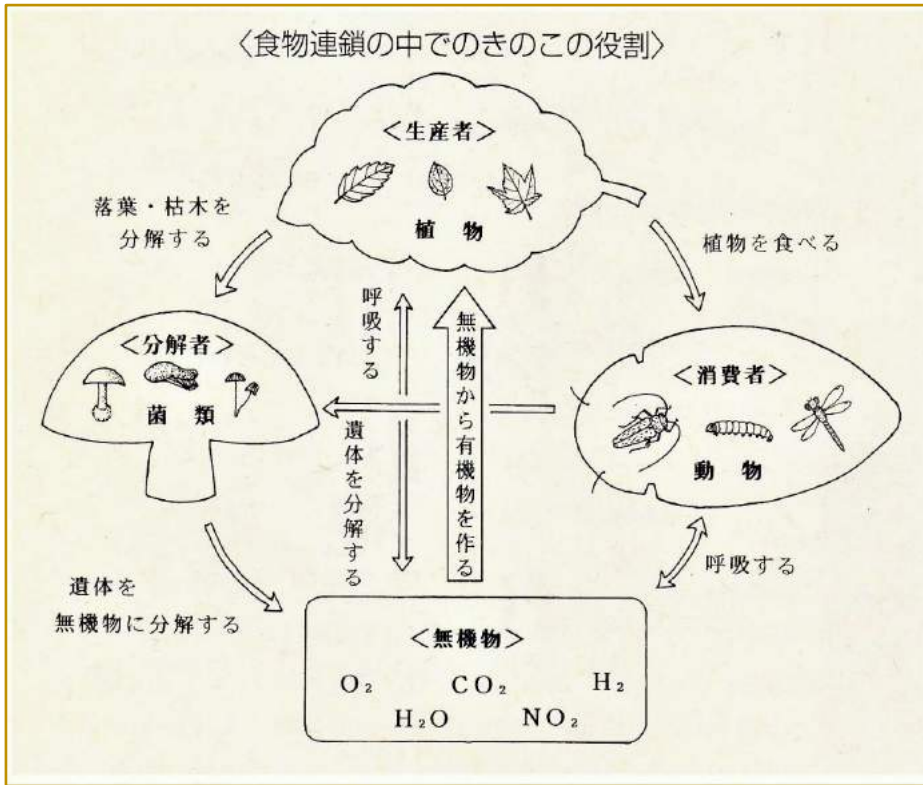 〈食物連鎖の中でのきのこの役割〉
＜生産者＞
植物
落葉・枯木を
分解する
植物を食べる
＜分解者＞
菌類
呼吸する
無機物から有機物を作る
＜消費者＞
動物
遺体を分解する
遺体を
無機物に分解する
呼吸する
＜無機物＞
O₂ CO₂ H₂
H₂O NO₂